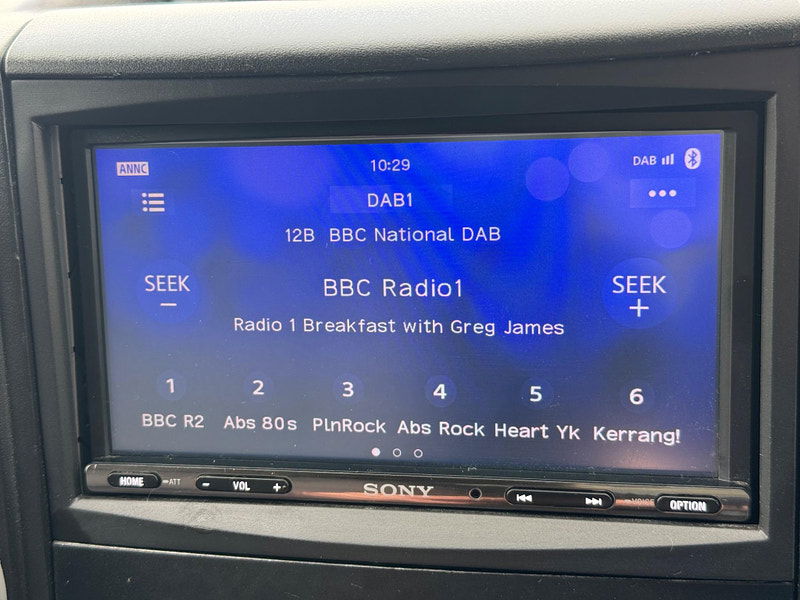 ANNC 10:29 DAB
DAB1
12B BBC National DAB
SEEK
−
BBC Radio1
SEEK
+
Radio 1 Breakfast with Greg James
1 2 3 4 5 6
BBC R2 Abs 80s PlnRock Abs Rock Heart Yk Kerrang!
HOME ATT − VOL + SONY VOICE OPTION